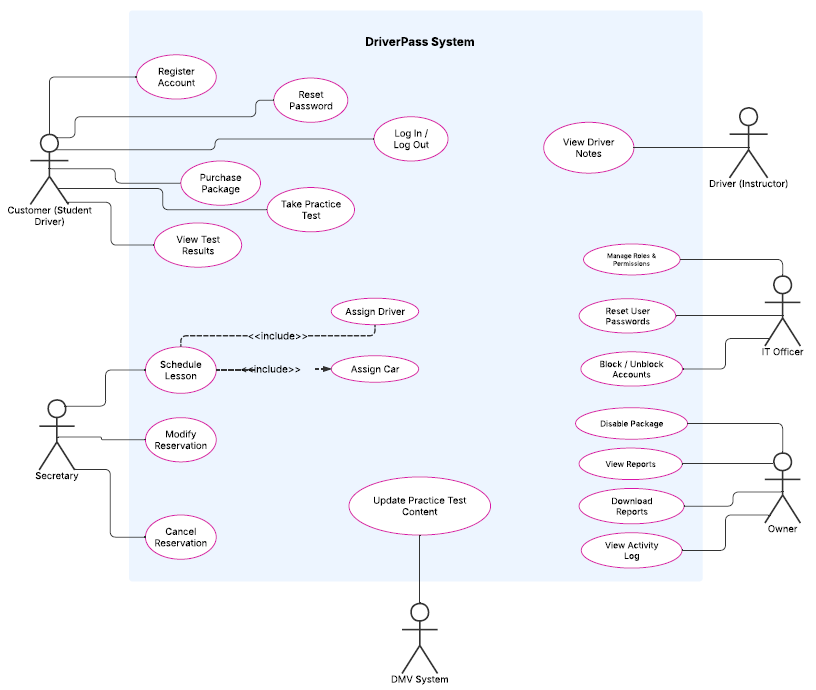 DriverPass System
Register
Account
Reset
Password
Log In /
Log Out
View Driver
Notes
Driver (Instructor)
Purchase
Package
Customer (Student
Driver)
Take Practice
Test
View Test
Results
Manage Roles &
Permissions
Assign Driver
Reset User
Passwords
<<include>>
IT Officer
Schedule
Lesson
<<include>>
Assign Car
Block / Unblock
Accounts
Disable Package
Modify
Reservation
View Reports
Secretary
Update Practice Test
Content
Download
Reports
Owner
Cancel
Reservation
View Activity
Log
DMV System